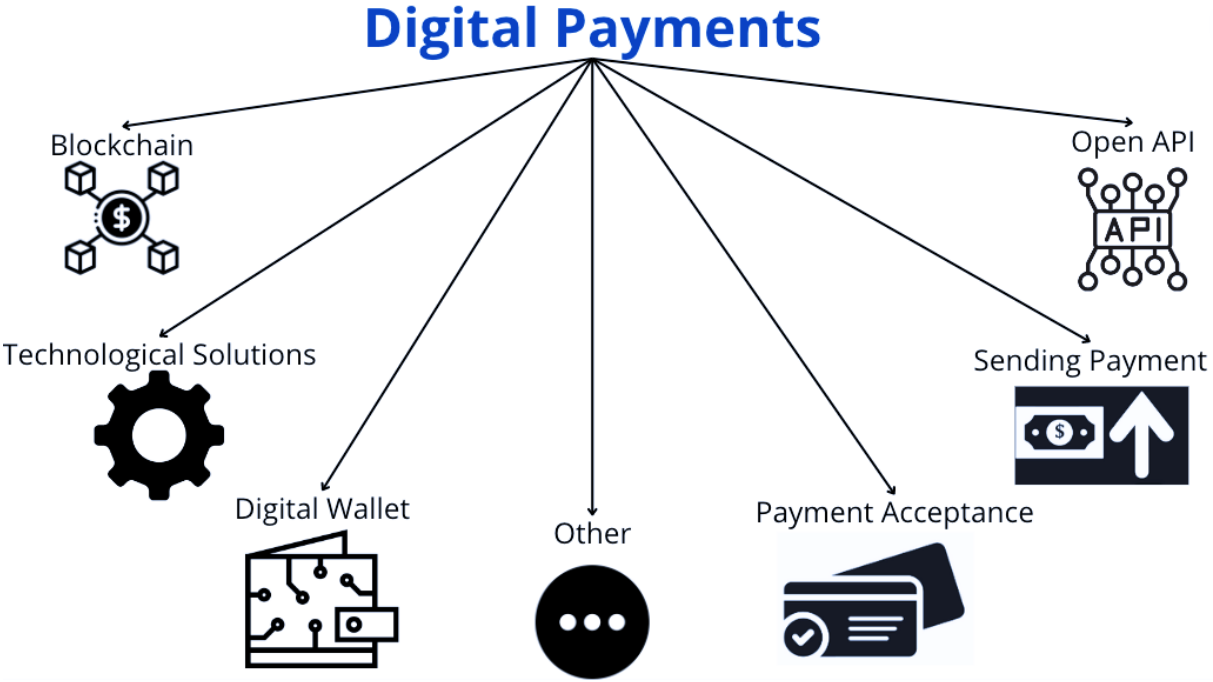 Digital Payments
Blockchain
$
Open API
API
Technological Solutions
Sending Payment
$
Digital Wallet
Other
Payment Acceptance